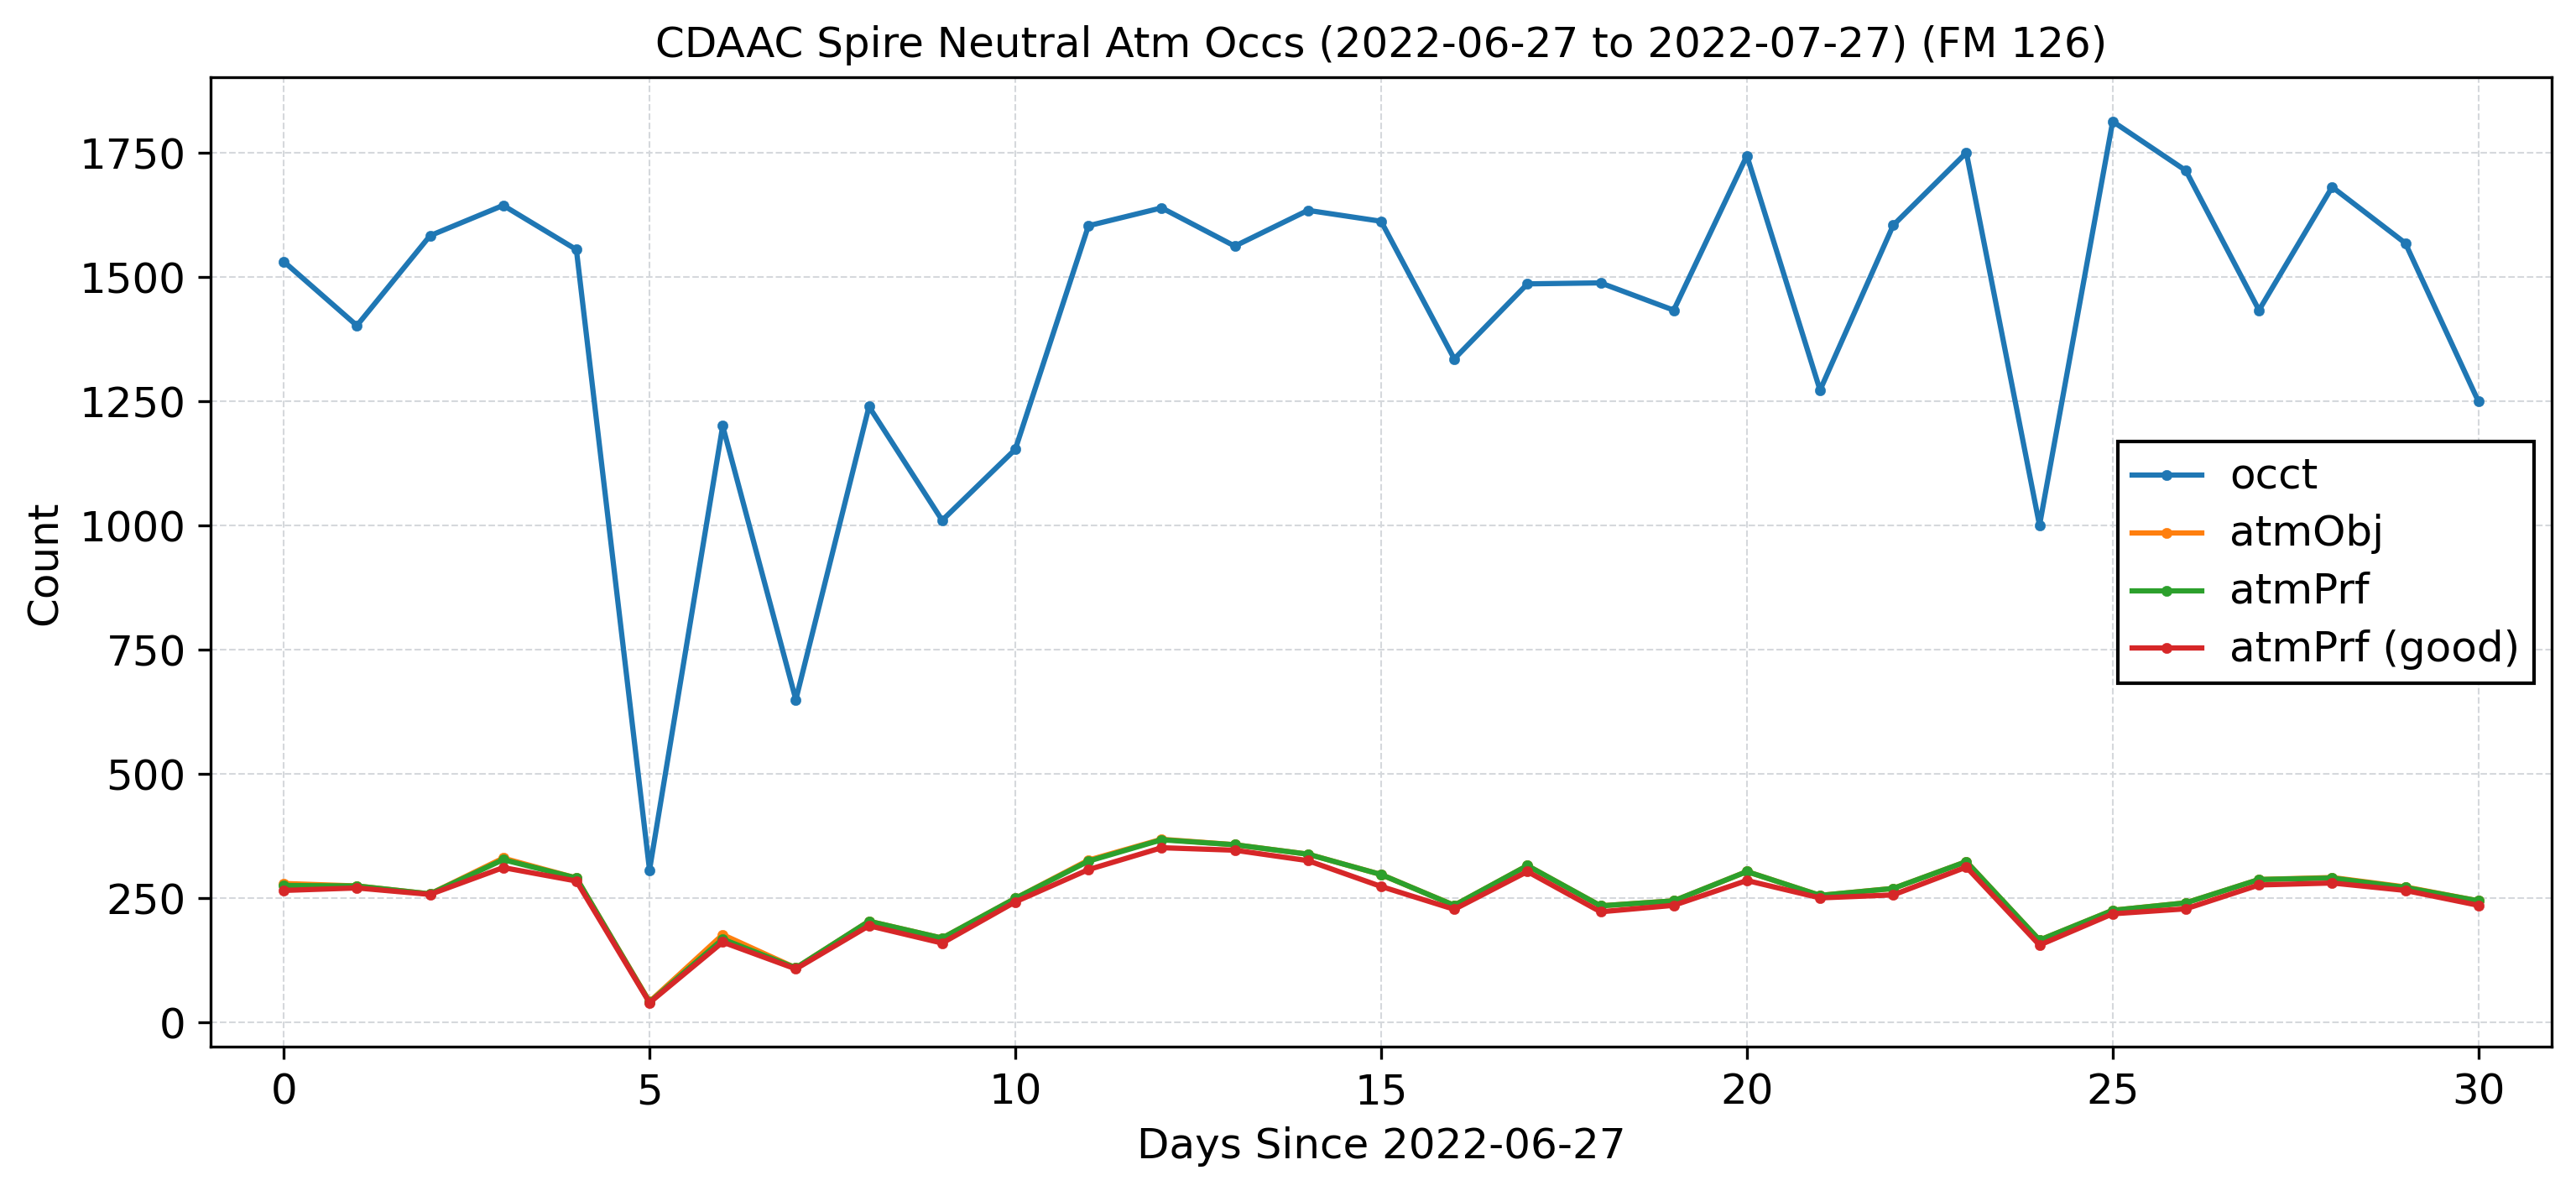 CDAAC Spire Neutral Atm Occs (2022-06-27 to 2022-07-27) (FM 126)
Count
1750
1500
1250
1000
750
500
250
0
occt
atmObj
atmPrf
atmPrf (good)
0 5 10 15 20 25 30
Days Since 2022-06-27